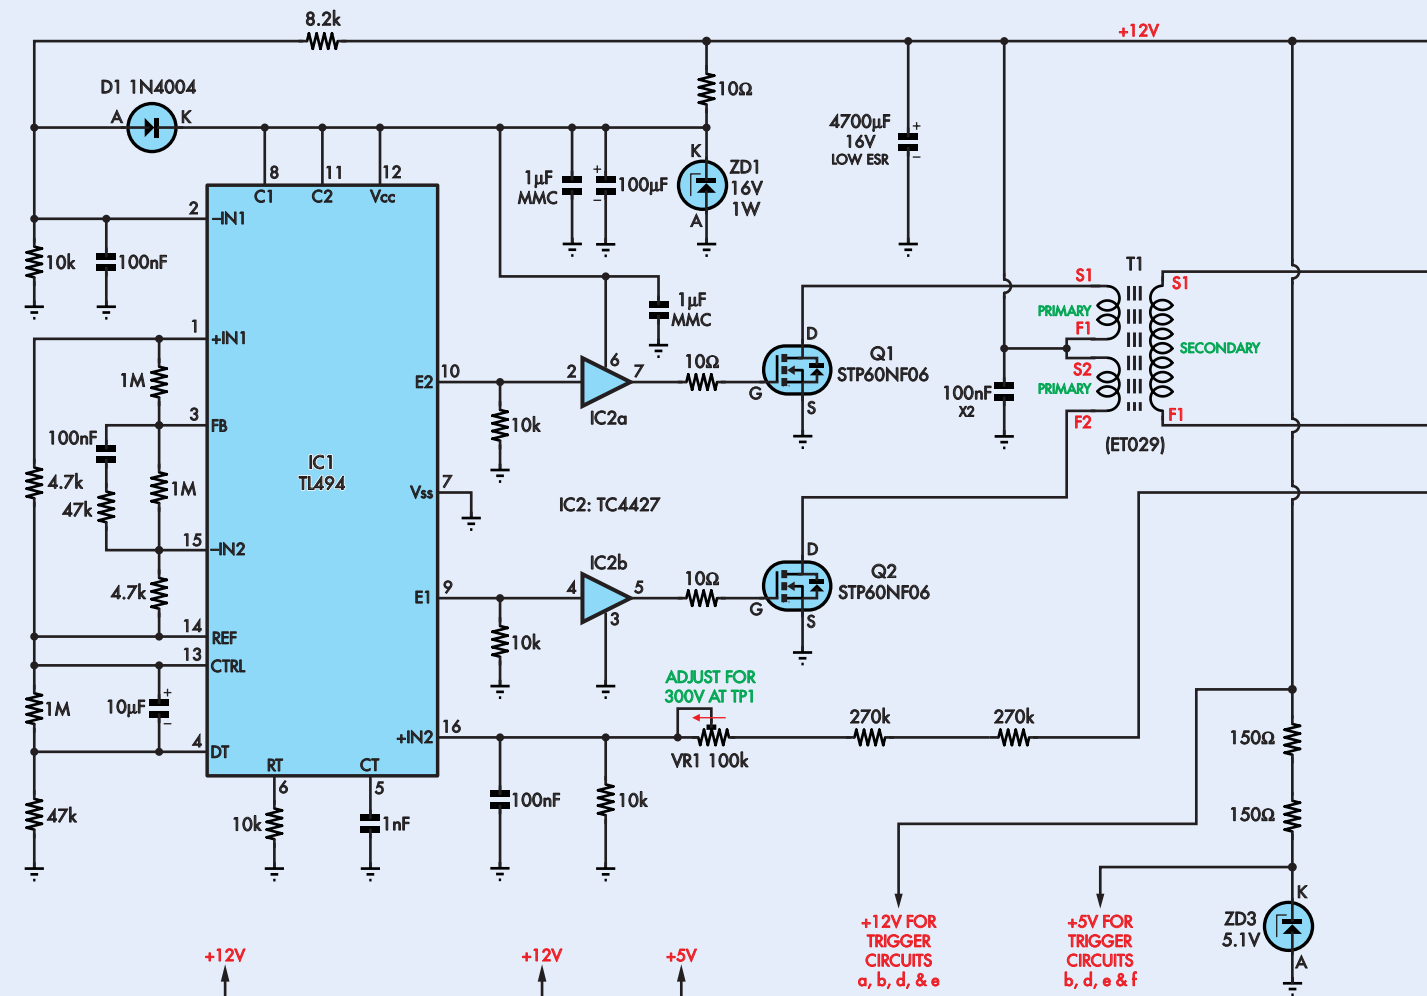 8.2k
+12V
D1 1N4004
A
K
10Ω
4700µF
16V
LOW ESR
+
−
8
11
12
C1
C2
Vcc
1µF
MMC
+
−
100µF
K
ZD1
16V
1W
A
2
−IN1
10k
100nF
1
+IN1
1M
3
FB
100nF
4.7k
47k
1M
15
−IN2
4.7k
14
REF
13
CTRL
1M
10µF
+
−
4
DT
47k
IC1
TL494
RT
6
CT
5
10k
1nF
E2
10
10k
2
6
7
IC2a
1µF
MMC
10Ω
D
G
S
Q1
STP60NF06
Vss
7
IC2: TC4427
E1
9
10k
4
5
3
IC2b
10Ω
D
G
S
Q2
STP60NF06
100nF
X2
T1
S1
PRIMARY
F1
S2
PRIMARY
F2
S1
SECONDARY
F1
(ET029)
ADJUST FOR
300V AT TP1
+IN2
16
VR1 100k
270k
270k
100nF
10k
150Ω
150Ω
K
ZD3
5.1V
A
+12V FOR
TRIGGER
CIRCUITS
a, b, d, & e
+5V FOR
TRIGGER
CIRCUITS
b, d, e & f
+12V
+12V
+5V